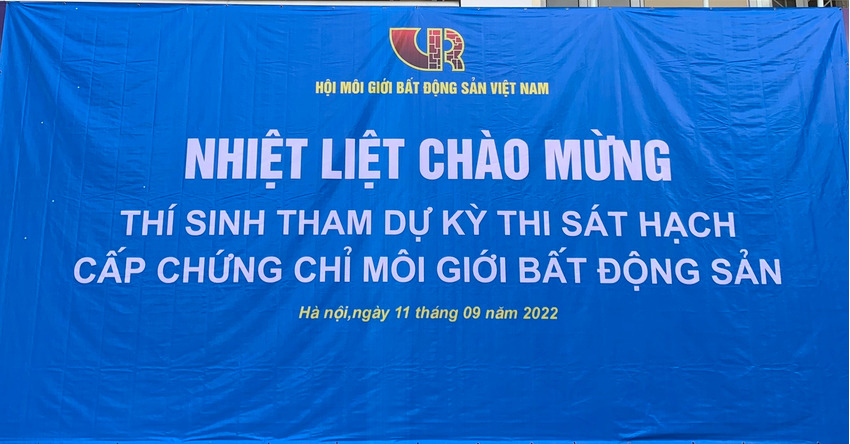 HỘI MÔI GIỚI BẤT ĐỘNG SẢN VIỆT NAM
NHIỆT LIỆT CHÀO MỪNG
THÍ SINH THAM DỰ KỲ THI SÁT HẠCH
CẤP CHỨNG CHỈ MÔI GIỚI BẤT ĐỘNG SẢN
Hà nội,ngày 11 tháng 09 năm 2022